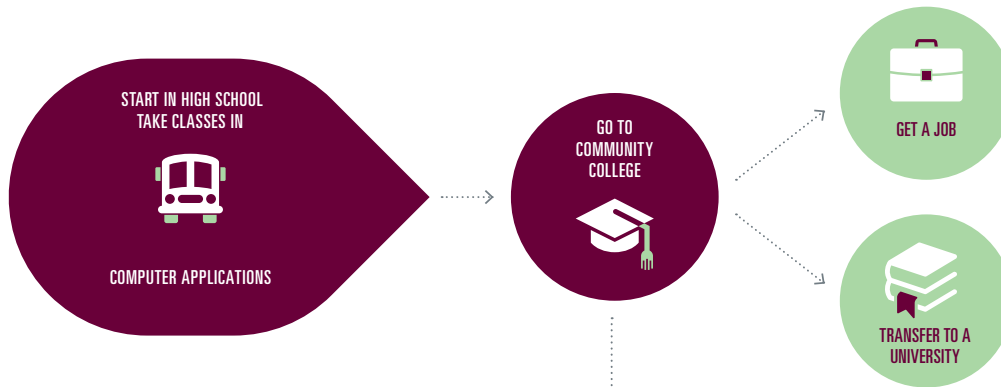 START IN HIGH SCHOOL
TAKE CLASSES IN
COMPUTER APPLICATIONS
GO TO
COMMUNITY
COLLEGE
GET A JOB
TRANSFER TO A
UNIVERSITY